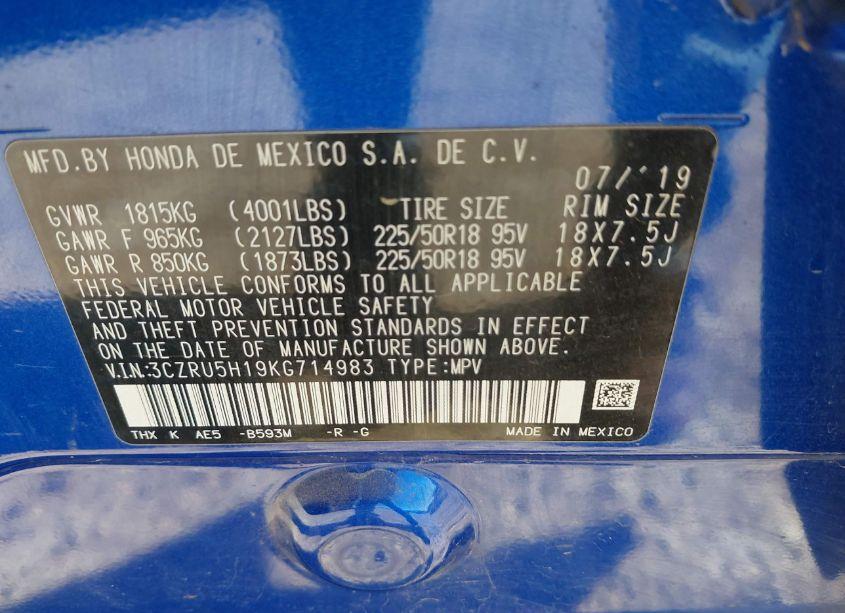 MFD.BY HONDA DE MEXICO S.A. DE C.V.
07/'19
GVWR 1815KG (4001LBS) TIRE SIZE RIM SIZE
GAWR F 965KG (2127LBS) 225/50R18 95V 18X7.5J
GAWR R 850KG (1873LBS) 225/50R18 95V 18X7.5J
THIS VEHICLE CONFORMS TO ALL APPLICABLE
FEDERAL MOTOR VEHICLE SAFETY
AND THEFT PREVENTION STANDARDS IN EFFECT
ON THE DATE OF MANUFACTURE SHOWN ABOVE.
V.I.N:3CZRU5H19KG714983 TYPE:MPV
THX K AE5 -B593M -R -G MADE IN MEXICO